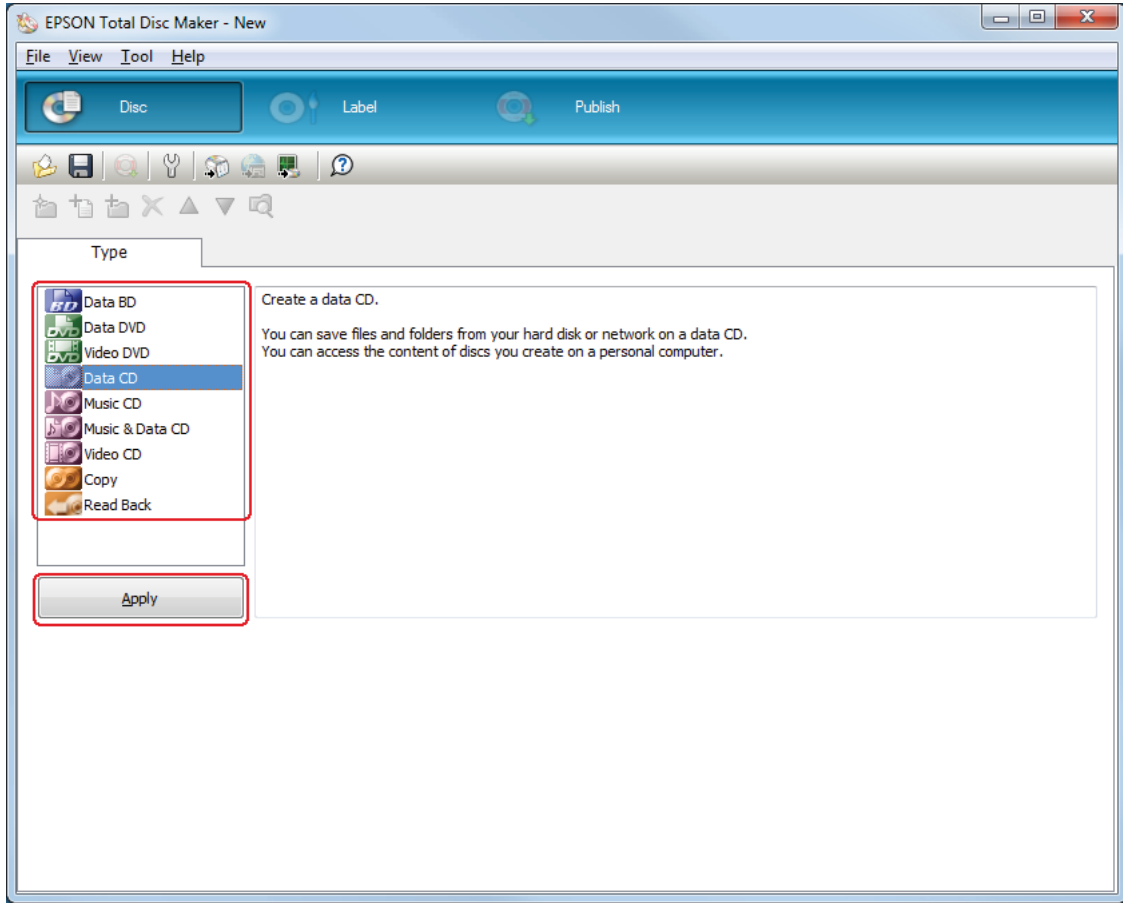 EPSON Total Disc Maker - New
File View Tool Help
Disc Label Publish
Type
BD Data BD
DVD Data DVD
DVD Video DVD
Data CD
Music CD
Music & Data CD
Video CD
Copy
Read Back
Apply
Create a data CD.
You can save files and folders from your hard disk or network on a data CD.
You can access the content of discs you create on a personal computer.